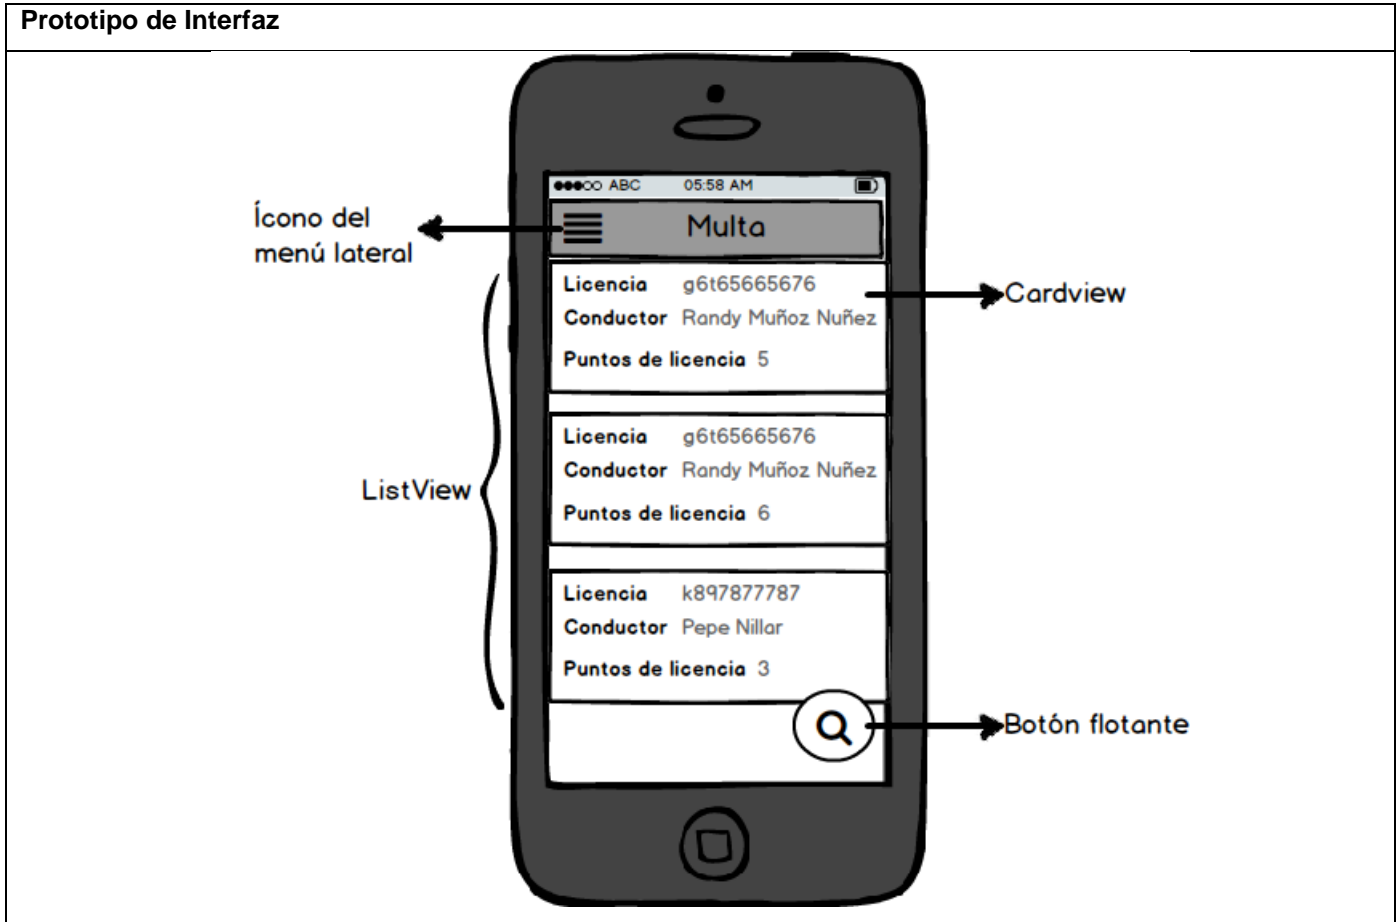 Prototipo de Interfaz
ABC 05:58 AM
Ícono del
menú lateral
Multa
Licencia g6t65665676
Conductor Randy Muñoz Nuñez
Puntos de licencia 5
Cardview
Licencia g6t65665676
Conductor Randy Muñoz Nuñez
Puntos de licencia 6
ListView
Licencia k897877787
Conductor Pepe Nillar
Puntos de licencia 3
Botón flotante